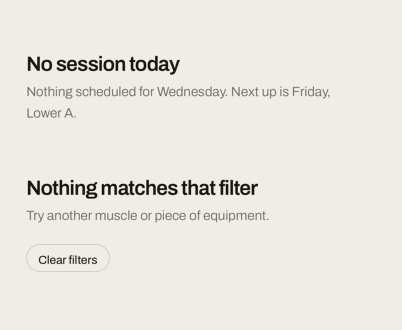 No session today
Nothing scheduled for Wednesday. Next up is Friday,
Lower A.
Nothing matches that filter
Try another muscle or piece of equipment.
Clear filters